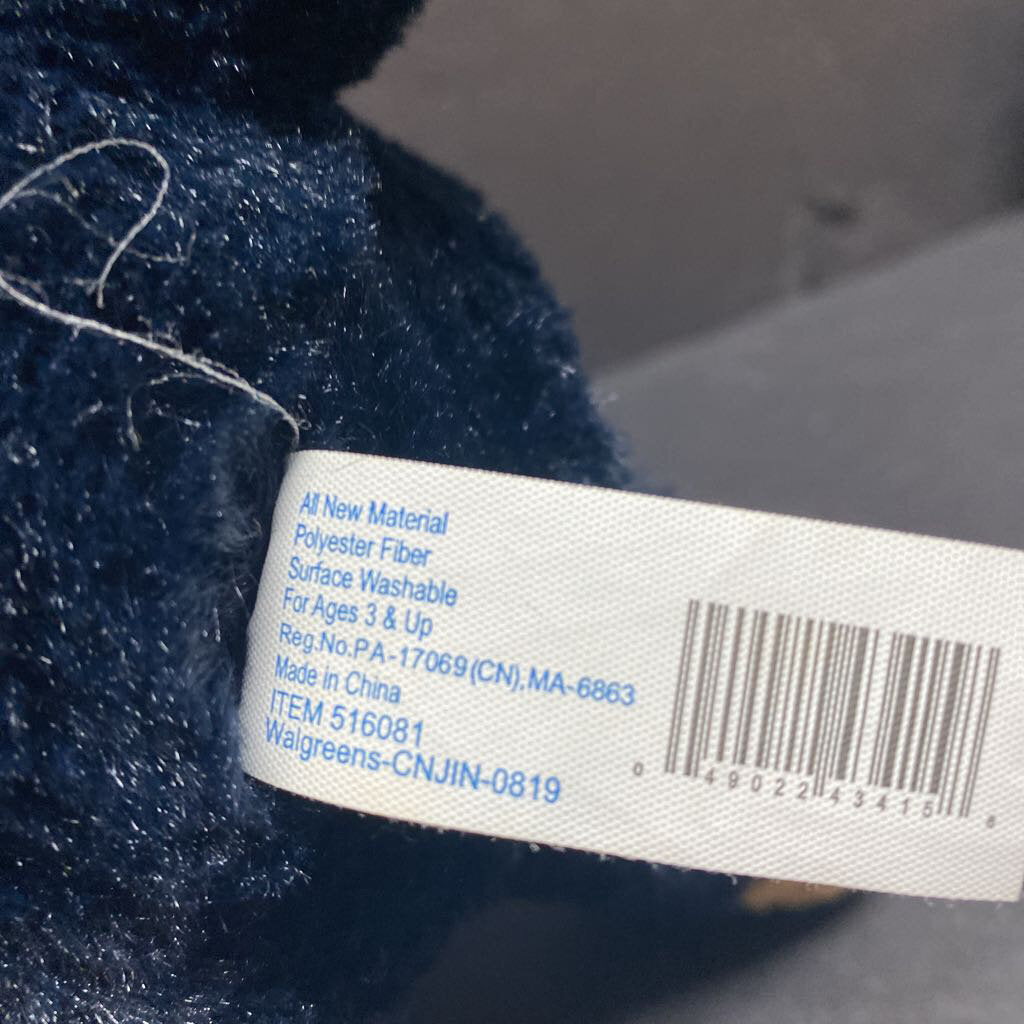 All New Material
Polyester Fiber
Surface Washable
For Ages 3 & Up
Reg.No.PA-17069(CN),MA-6863
Made in China
ITEM 516081
Walgreens-CNJIN-0819
0 49022 43415